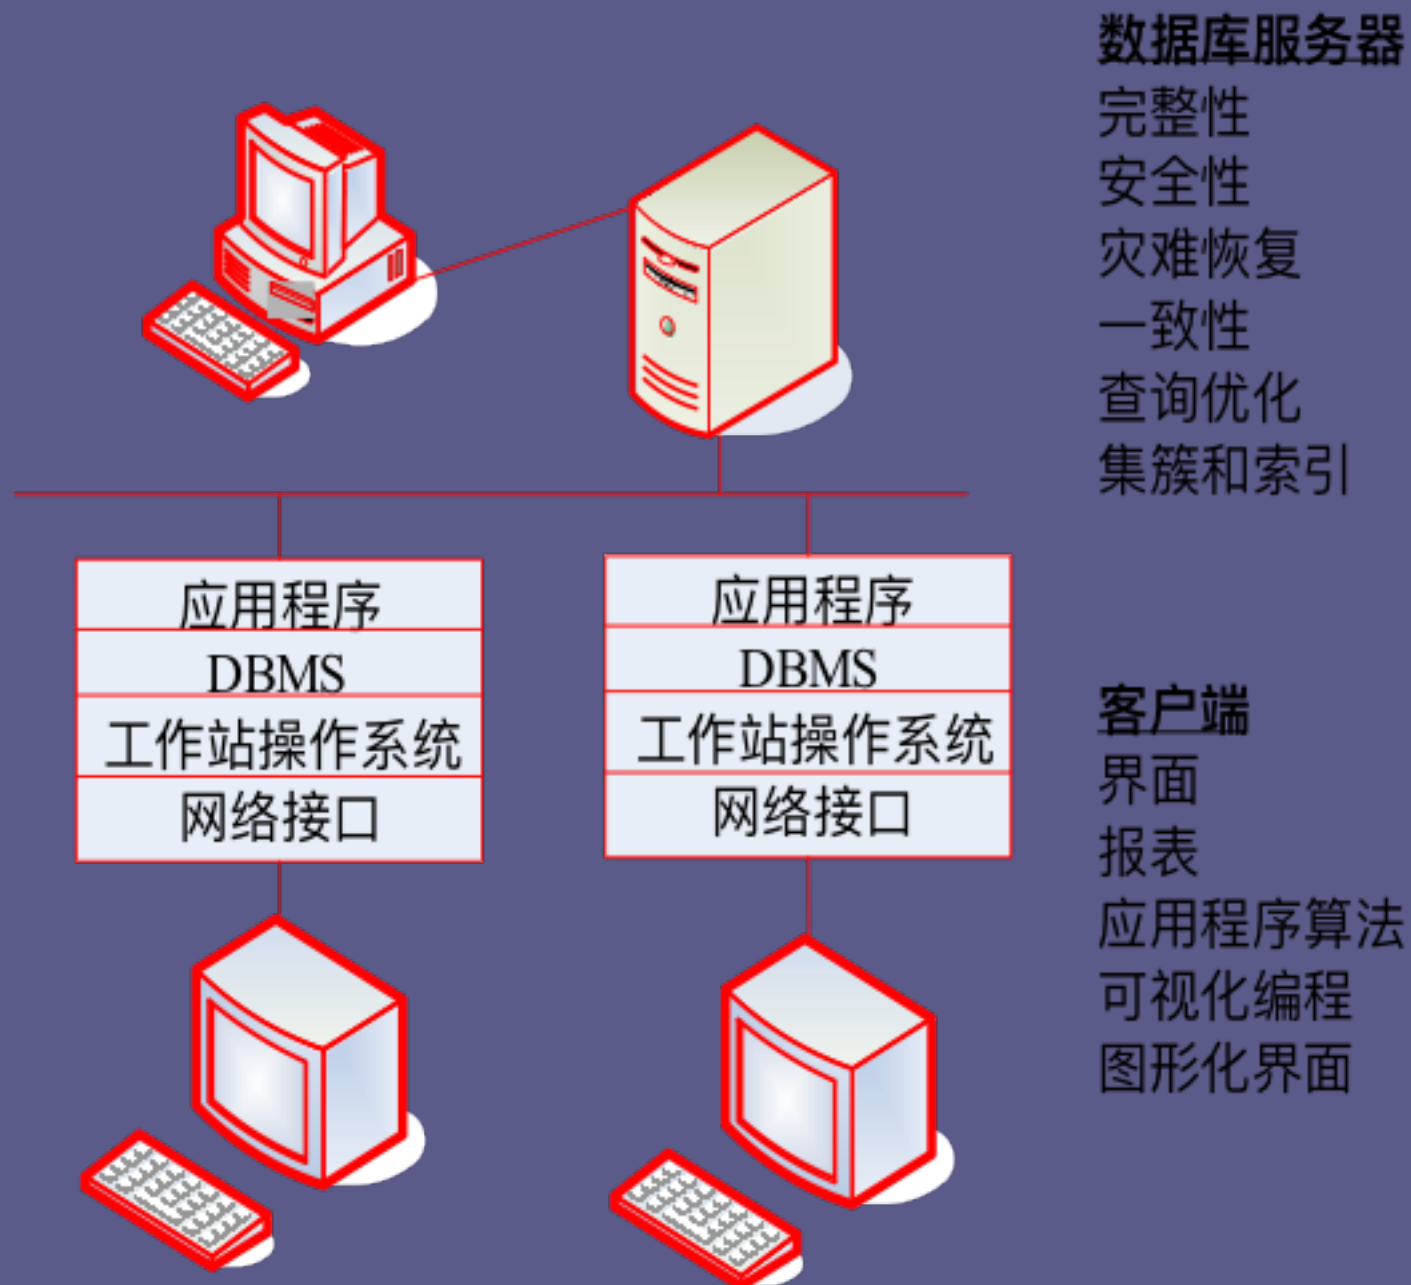 数据库服务器
完整性
安全性
灾难恢复
一致性
查询优化
集簇和索引
应用程序
DBMS
工作站操作系统
网络接口
应用程序
DBMS
工作站操作系统
网络接口
客户端
界面
报表
应用程序算法
可视化编程
图形化界面